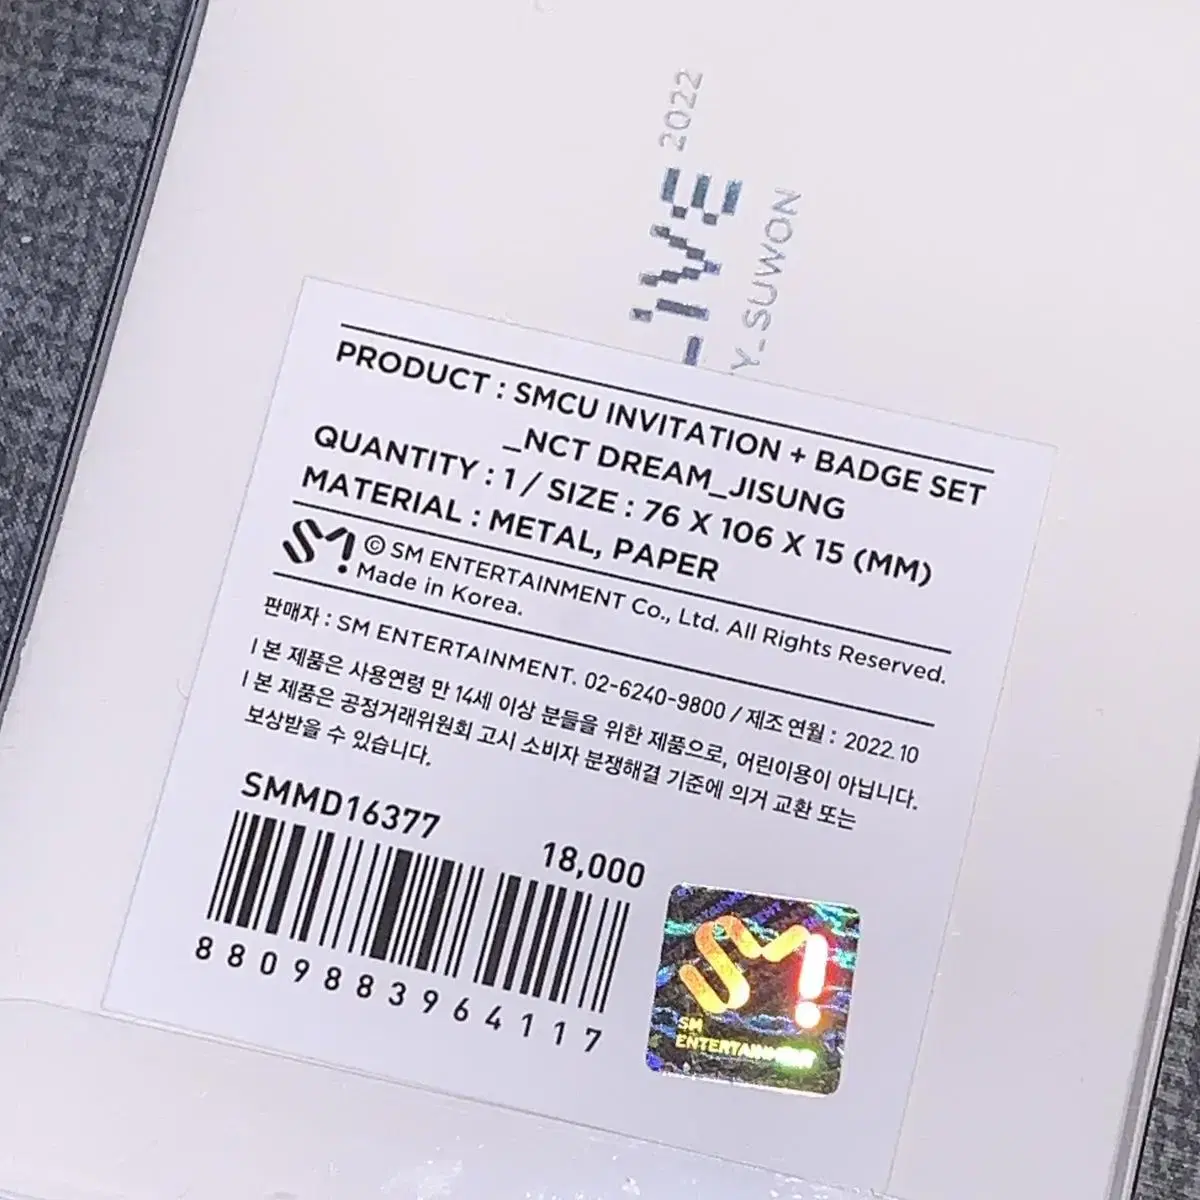 2022
Y_SUWON
PRODUCT : SMCU INVITATION + BADGE SET
_NCT DREAM_JISUNG
QUANTITY : 1 / SIZE : 76 X 106 X 15 (MM)
MATERIAL : METAL, PAPER
SM! © SM ENTERTAINMENT Co., Ltd. All Rights Reserved.
Made in Korea.
판매자 : SM ENTERTAINMENT. 02-6240-9800 / 제조연월 : 2022.10
| 본 제품은 사용연령 만 14세 이상 분들을 위한 제품으로, 어린이용이 아닙니다.
| 본 제품은 공정거래위원회 고시 소비자 분쟁해결 기준에 의거 교환 또는
보상받을 수 있습니다.
SMMD16377
18,000
8809883964117
SM!
SM
ENTERTAINMENT